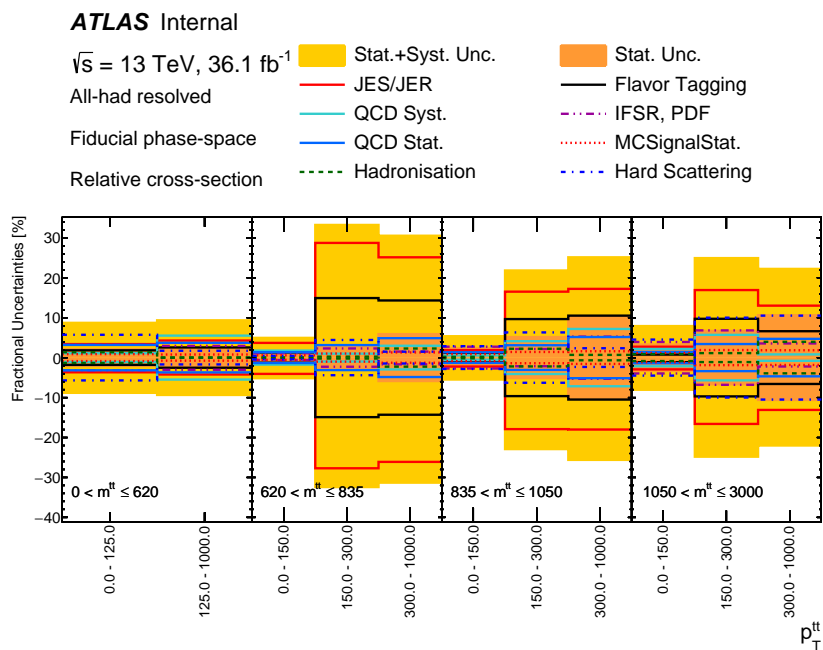 ATLAS Internal
√s = 13 TeV, 36.1 fb-1
All-had resolved
Fiducial phase-space
Relative cross-section
Stat.+Syst. Unc.
Stat. Unc.
JES/JER
Flavor Tagging
QCD Syst.
IFSR, PDF
QCD Stat.
MCSignalStat.
Hadronisation
Hard Scattering
Fractional Uncertainties [%]
30
20
10
0
−10
−20
−30
−40
0 < mtt ≤ 620
620 < mtt ≤ 835
835 < mtt ≤ 1050
1050 < mtt ≤ 3000
0.0 - 125.0
125.0 - 1000.0
0.0 - 150.0
150.0 - 300.0
300.0 - 1000.0
0.0 - 150.0
150.0 - 300.0
300.0 - 1000.0
0.0 - 150.0
150.0 - 300.0
300.0 - 1000.0
pTtt